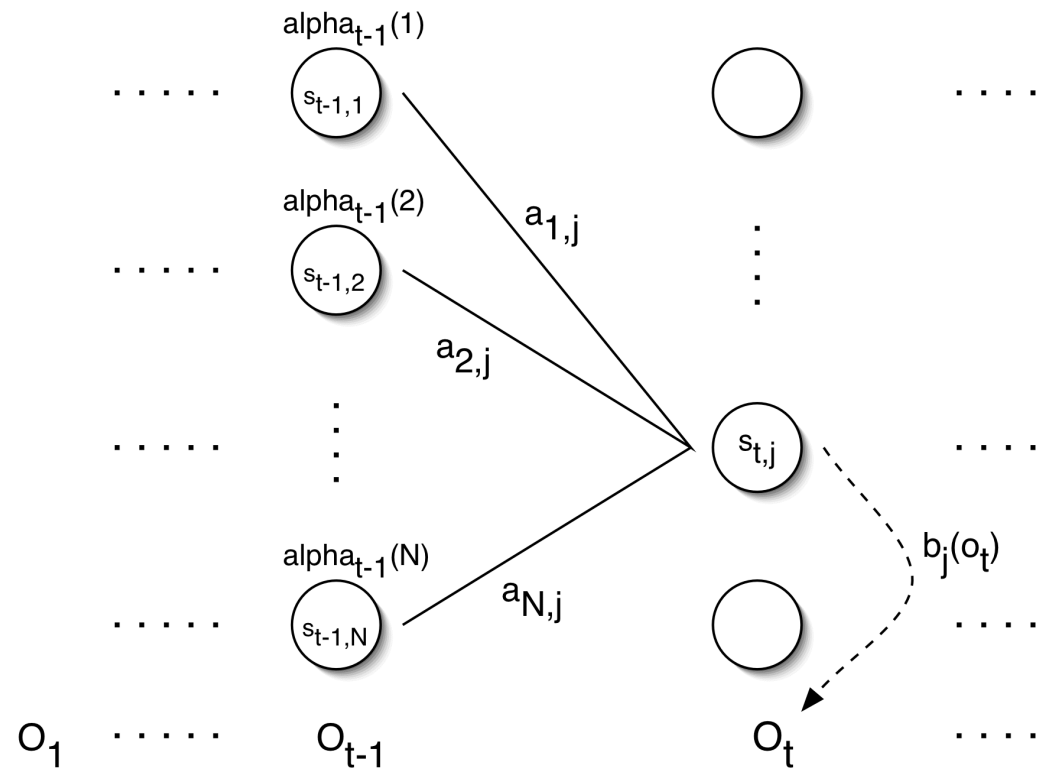 alpha_{t-1}(1)
s_{t-1,1}
alpha_{t-1}(2)
a_{1,j}
s_{t-1,2}
a_{2,j}
s_{t,j}
alpha_{t-1}(N)
b_j(o_t)
a_{N,j}
s_{t-1,N}
O_1 ..... O_{t-1} O_t ....